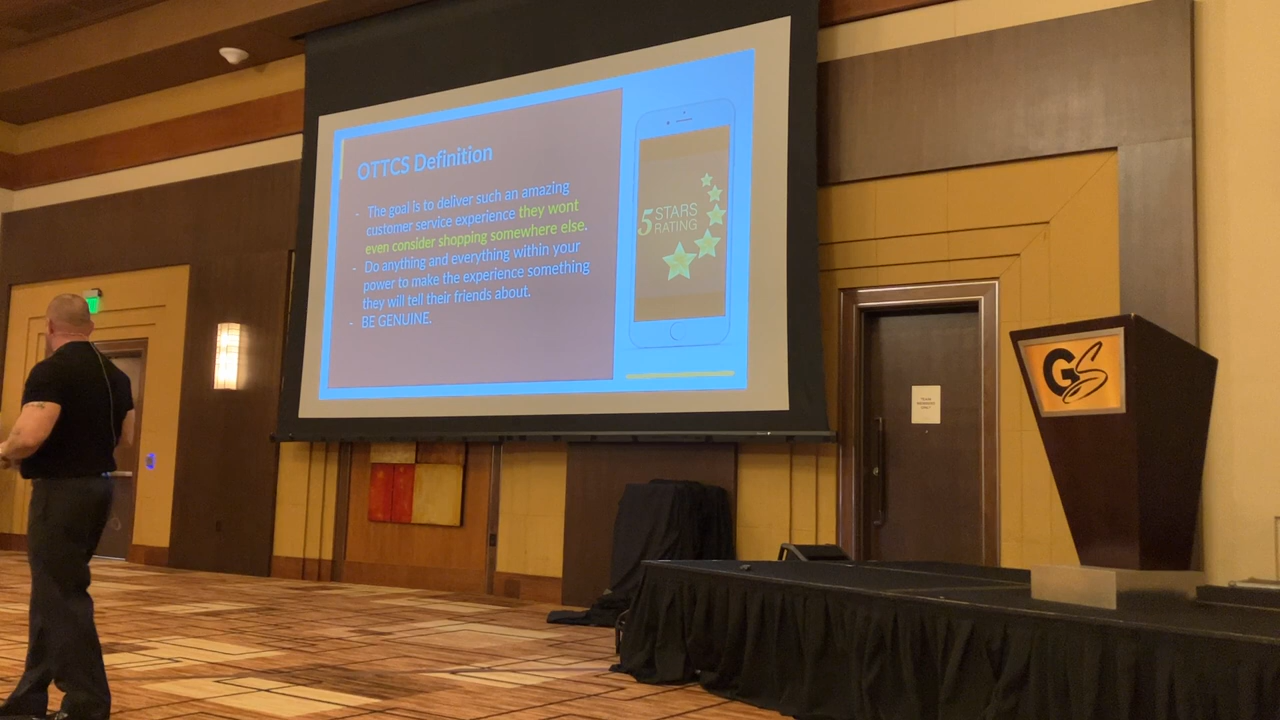 OTTCS Definition
- The goal is to deliver such an amazing
customer service experience they wont
even consider shopping somewhere else.
- Do anything and everything within your
power to make the experience something
they will tell their friends about.
- BE GENUINE.
5 STARS
RATING
GS